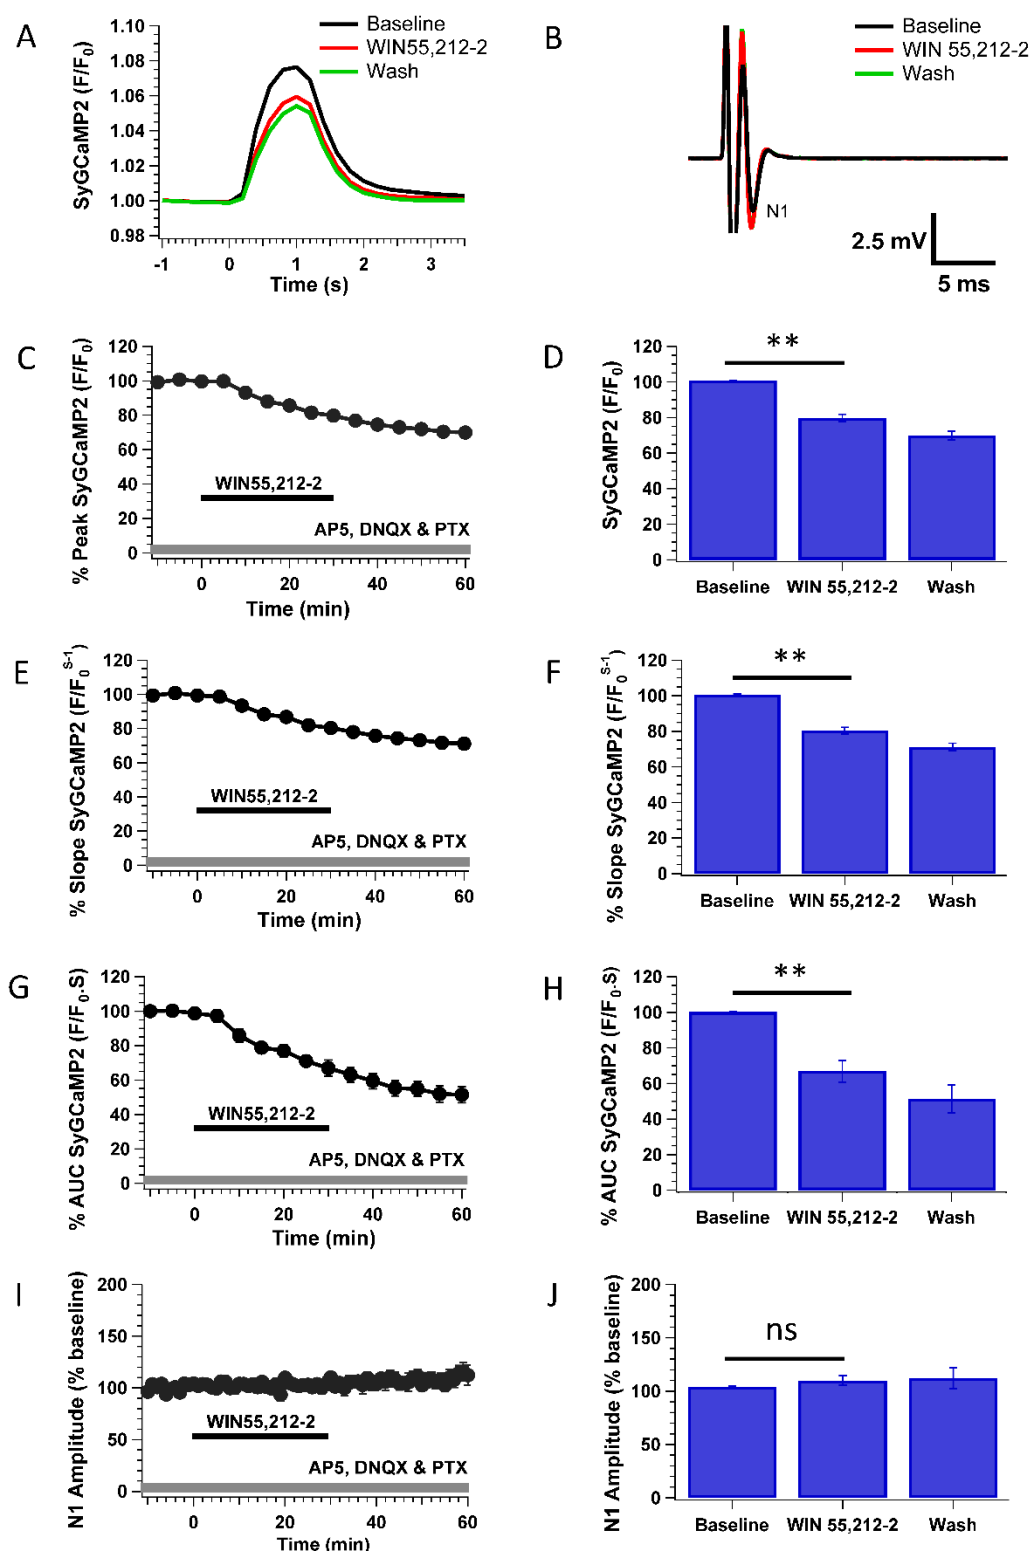 A
SyGCaMP2 (F/F0)
1.10
1.08
1.06
1.04
1.02
1.00
0.98
-1
0
1
2
3
Time (s)
Baseline
WIN55,212-2
Wash
B
Baseline
WIN 55,212-2
Wash
N1
2.5 mV
5 ms
C
% Peak SyGCaMP2 (F/F0)
120
100
80
60
40
20
0
WIN55,212-2
AP5, DNQX & PTX
0
20
40
60
Time (min)
D
SyGCaMP2 (F/F0)
120
100
80
60
40
20
0
**
Baseline
WIN 55,212-2
Wash
E
% Slope SyGCaMP2 (F/F0 S-1)
120
100
80
60
40
20
0
WIN55,212-2
AP5, DNQX & PTX
0
20
40
60
Time (min)
F
% Slope SyGCaMP2 (F/F0 S-1)
120
100
80
60
40
20
0
**
Baseline
WIN 55,212-2
Wash
G
% AUC SyGCaMP2 (F/F0.S)
120
100
80
60
40
20
0
WIN55,212-2
AP5, DNQX & PTX
0
20
40
60
Time (min)
H
% AUC SyGCaMP2 (F/F0.S)
120
100
80
60
40
20
0
**
Baseline
WIN 55,212-2
Wash
I
N1 Amplitude (% baseline)
200
150
100
50
0
WIN55,212-2
AP5, DNQX & PTX
0
20
40
60
Time (min)
J
N1 Amplitude (% baseline)
200
150
100
50
0
ns
Baseline
WIN 55,212-2
Wash